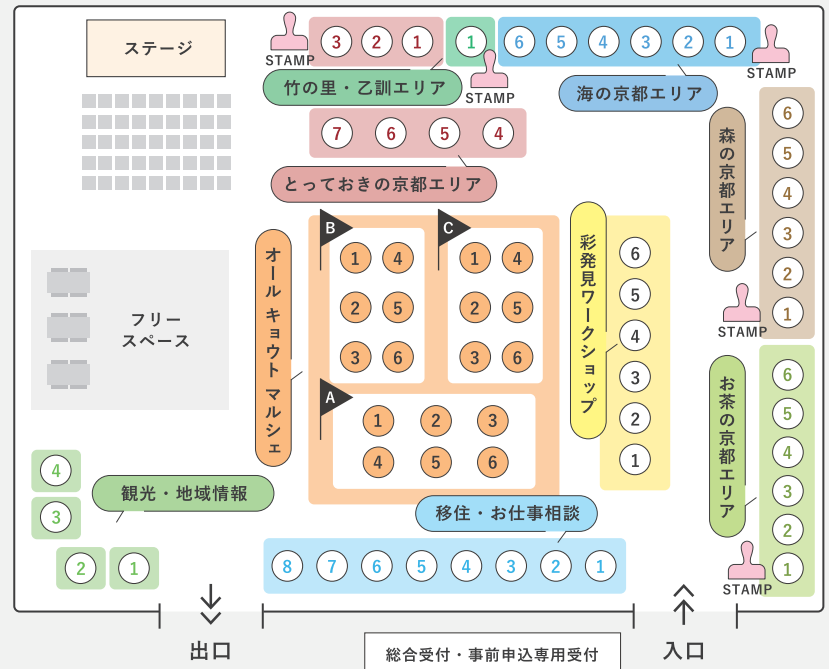 ステージ
STAMP
3 2 1
1
6 5 4 3 2 1
STAMP
STAMP
竹の里・乙訓エリア
海の京都エリア
7 6 5 4
とっておきの京都エリア
森の京都エリア
6
5
4
3
2
1
STAMP
フリー
スペース
オール キョウト マルシェ
B
1 4
2 5
3 6
C
1 4
2 5
3 6
A
1 2 3
4 5 6
彩発見ワークショップ
6
5
4
3
2
1
お茶の京都エリア
6
5
4
3
2
1
STAMP
4
3
2 1
観光・地域情報
移住・お仕事相談
8 7 6 5 4 3 2 1
出口
総合受付・事前申込専用受付
入口